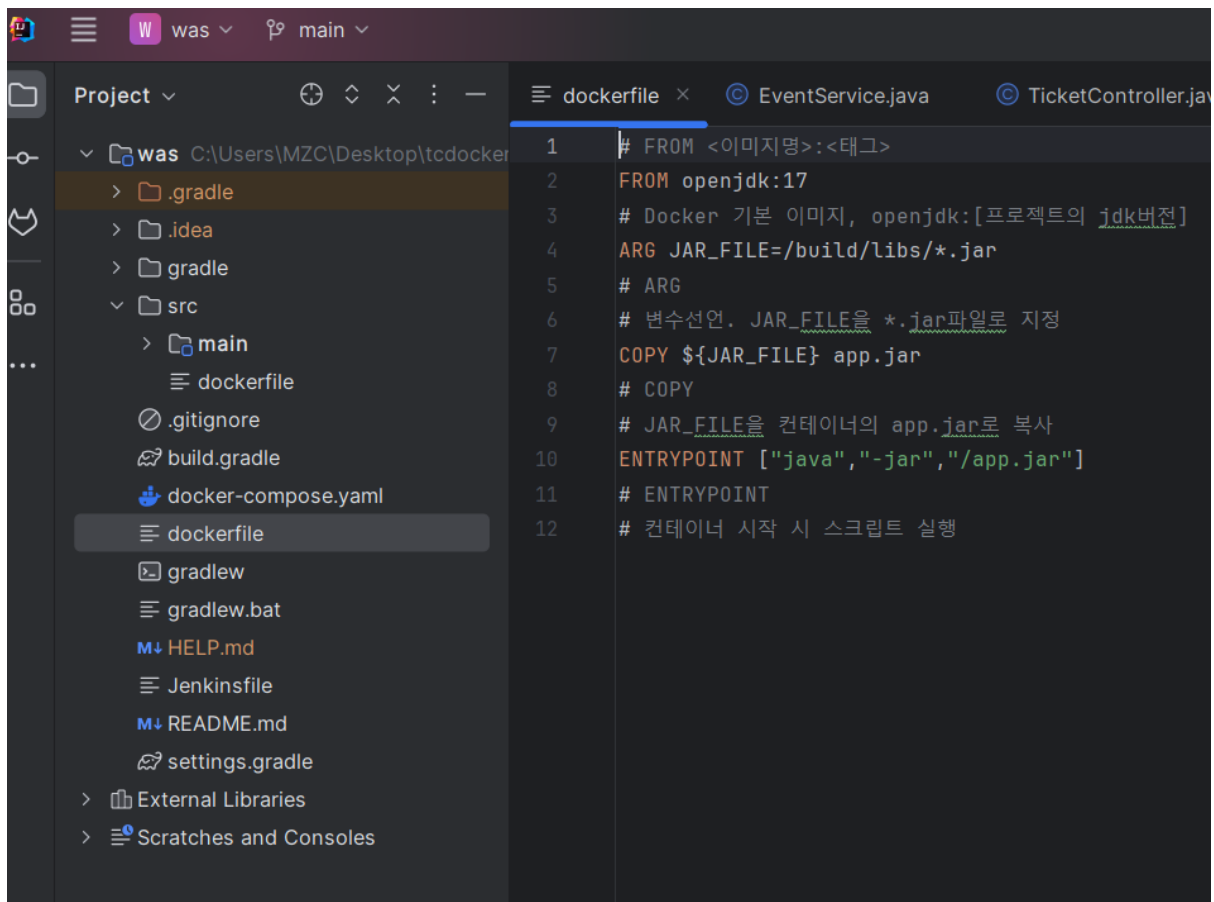 W was main
Project
dockerfile EventService.java TicketController.jav
was C:\Users\MZC\Desktop\tcdocker
.gradle
.idea
gradle
src
main
dockerfile
.gitignore
build.gradle
docker-compose.yaml
dockerfile
gradlew
gradlew.bat
M↓ HELP.md
Jenkinsfile
M↓ README.md
settings.gradle
External Libraries
Scratches and Consoles
1 # FROM <이미지명>:<태그>
2 FROM openjdk:17
3 # Docker 기본 이미지, openjdk:[프로젝트의 jdk버전]
4 ARG JAR_FILE=/build/libs/*.jar
5 # ARG
6 # 변수선언. JAR_FILE을 *.jar파일로 지정
7 COPY ${JAR_FILE} app.jar
8 # COPY
9 # JAR_FILE을 컨테이너의 app.jar로 복사
10 ENTRYPOINT ["java","-jar","/app.jar"]
11 # ENTRYPOINT
12 # 컨테이너 시작 시 스크립트 실행